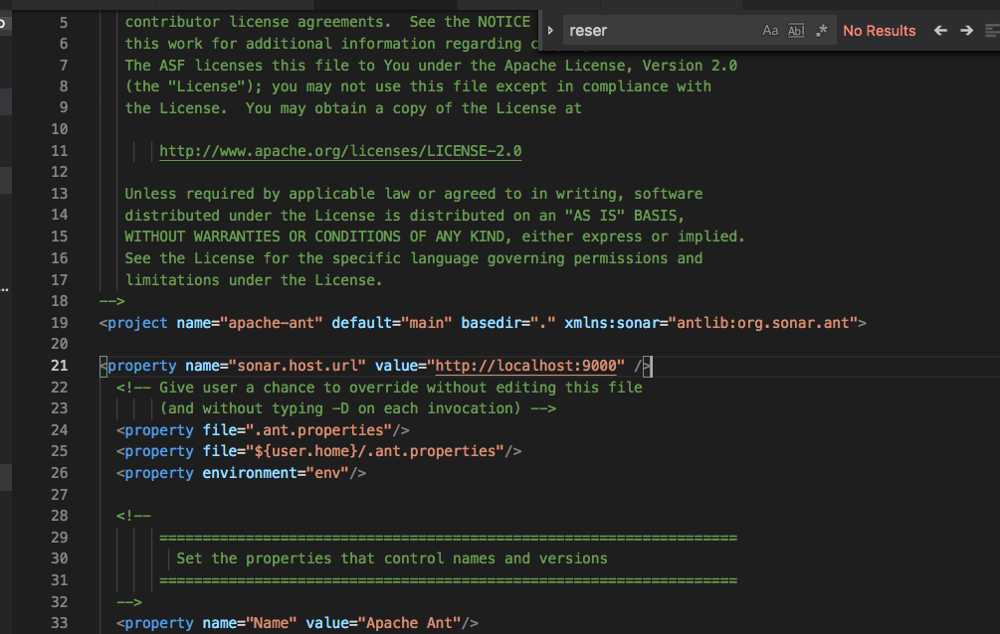 reser
Aa Abl .* No Results
5 contributor license agreements.  See the NOTICE
6 this work for additional information regarding c
7 The ASF licenses this file to You under the Apache License, Version 2.0
8 (the "License"); you may not use this file except in compliance with
9 the License.  You may obtain a copy of the License at
10
11 http://www.apache.org/licenses/LICENSE-2.0
12
13 Unless required by applicable law or agreed to in writing, software
14 distributed under the License is distributed on an "AS IS" BASIS,
15 WITHOUT WARRANTIES OR CONDITIONS OF ANY KIND, either express or implied.
16 See the License for the specific language governing permissions and
17 limitations under the License.
18 -->
19 <project name="apache-ant" default="main" basedir="." xmlns:sonar="antlib:org.sonar.ant">
20
21 <property name="sonar.host.url" value="http://localhost:9000" />
22 <!-- Give user a chance to override without editing this file
23 (and without typing -D on each invocation) -->
24 <property file=".ant.properties"/>
25 <property file="${user.home}/.ant.properties"/>
26 <property environment="env"/>
27
28 <!--
29 ===================================================================
30 Set the properties that control names and versions
31 ===================================================================
32 -->
33 <property name="Name" value="Apache Ant"/>